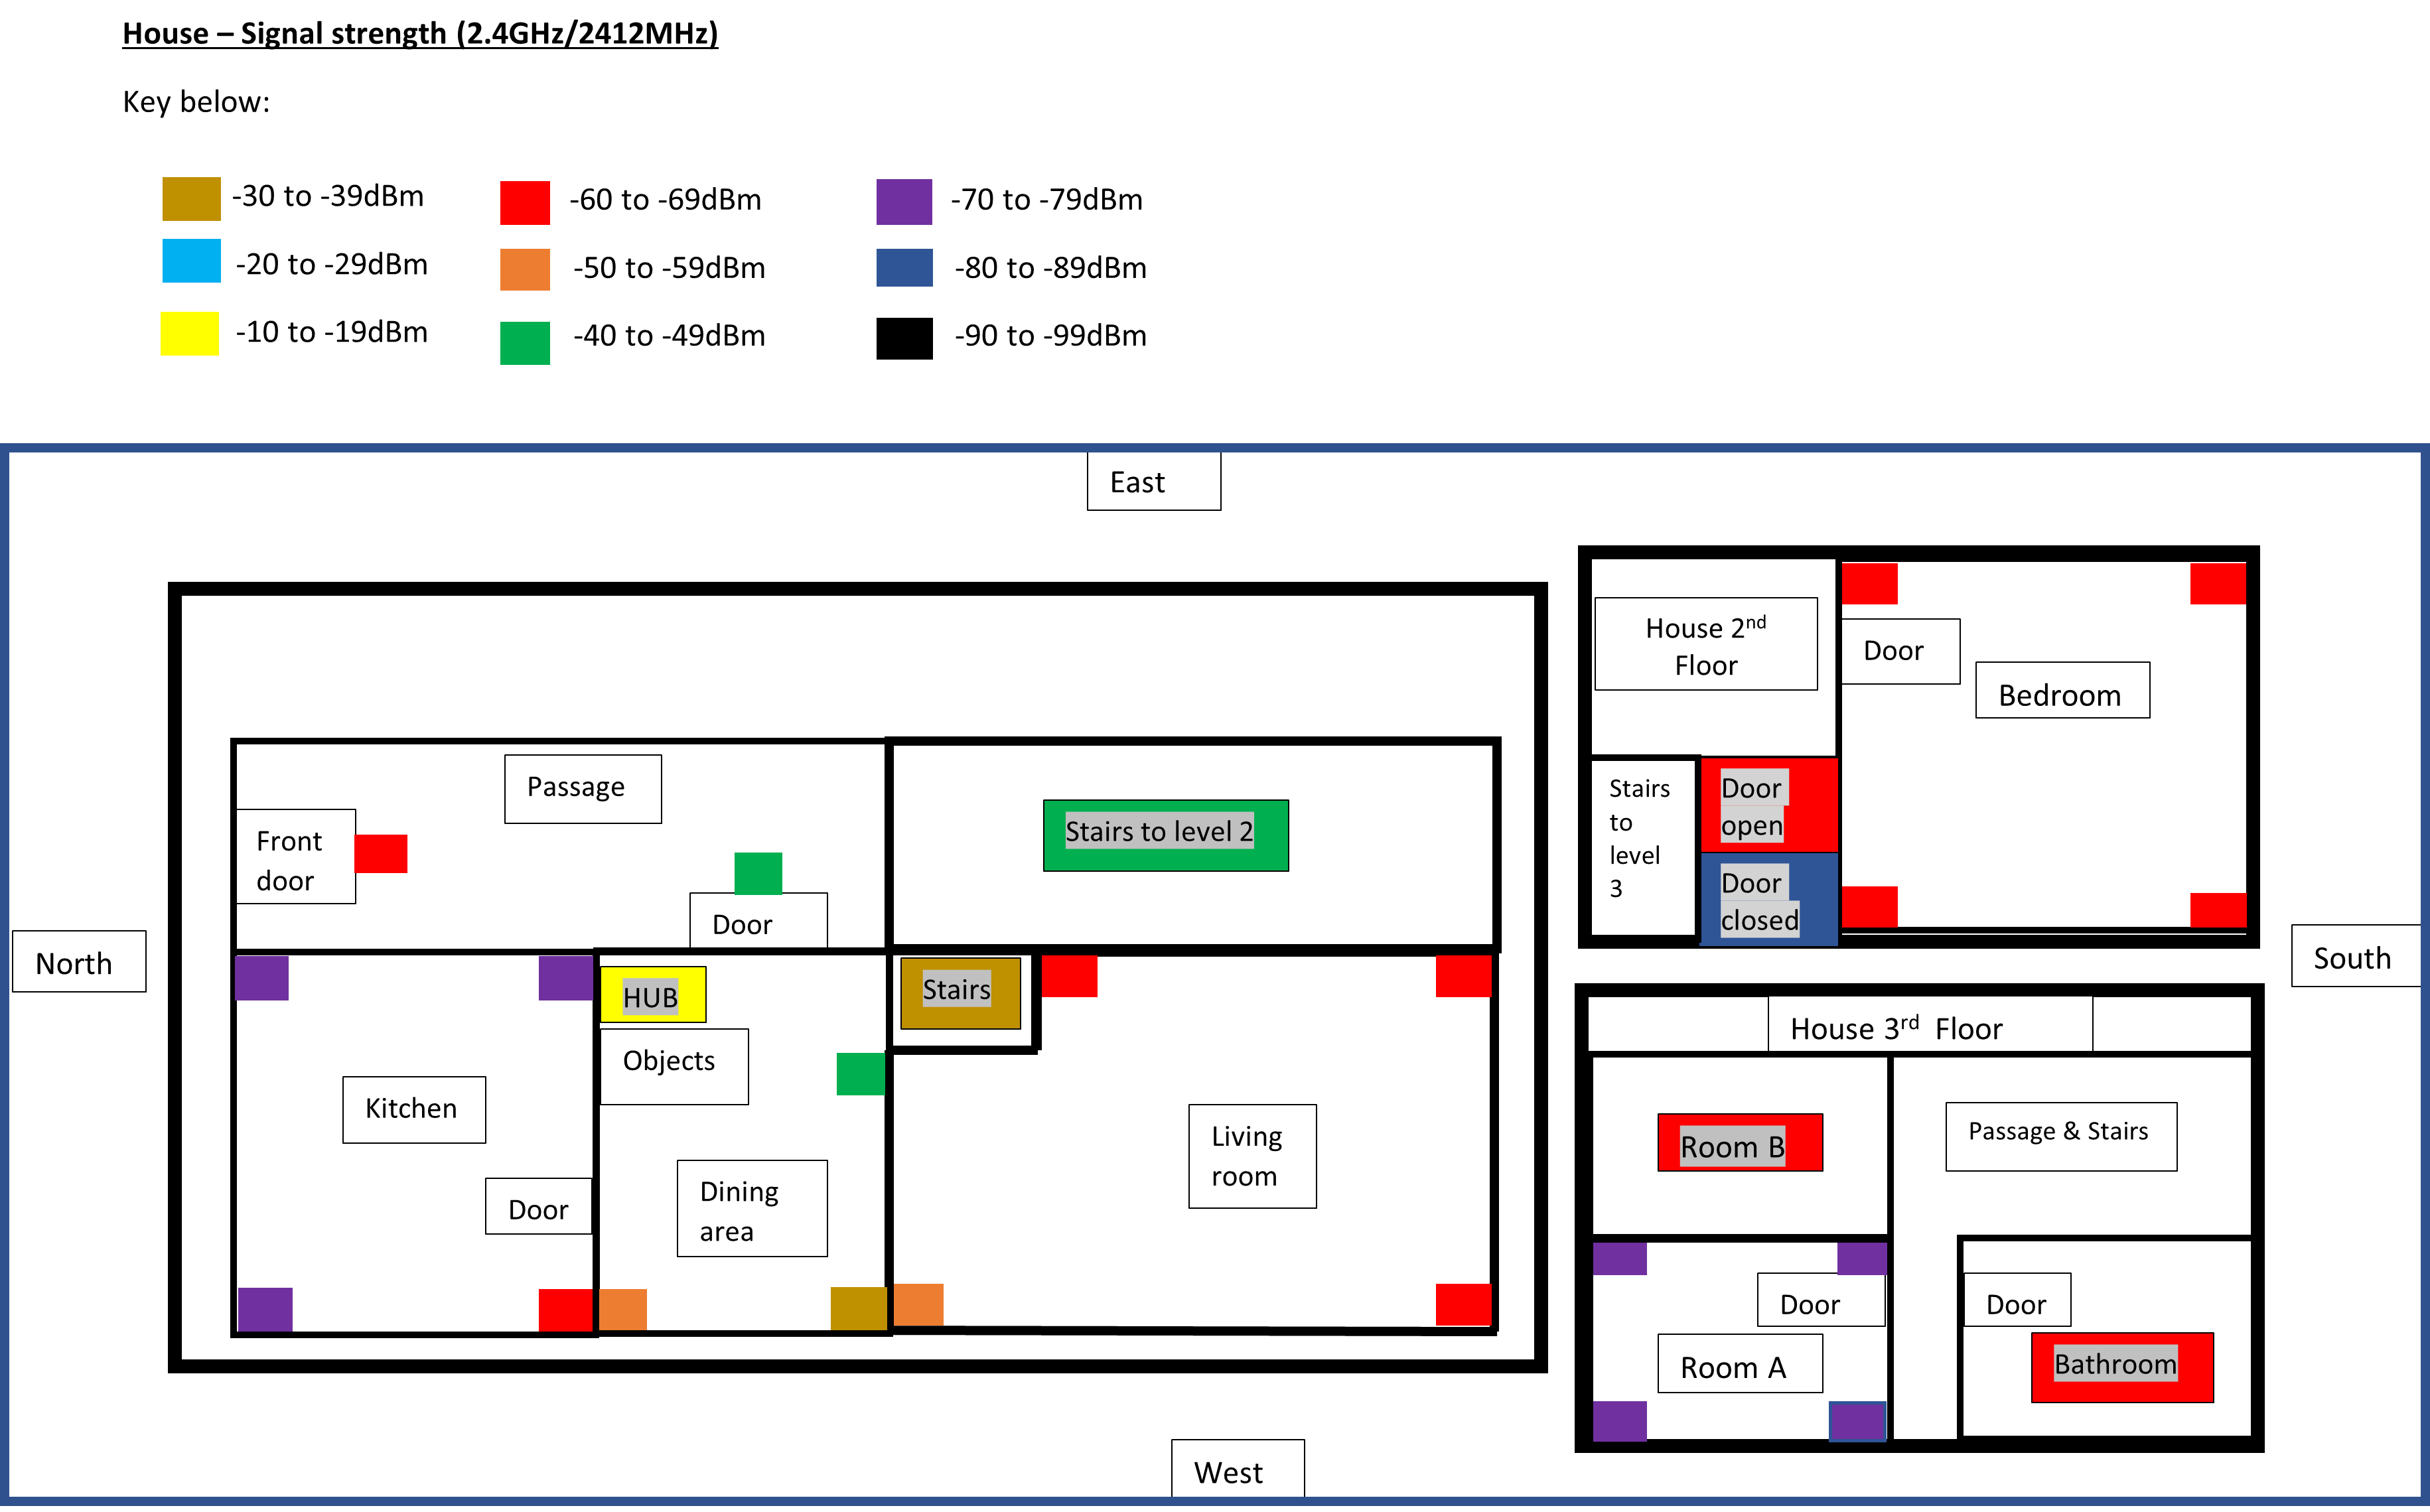 House – Signal strength (2.4GHz/2412MHz)
Key below:
-30 to -39dBm
-60 to -69dBm
-70 to -79dBm
-20 to -29dBm
-50 to -59dBm
-80 to -89dBm
-10 to -19dBm
-40 to -49dBm
-90 to -99dBm
East
House 2nd
Floor
Door
Bedroom
Passage
Stairs
to
level
3
Door
open
Door
closed
Front
door
Stairs to level 2
Door
North
South
HUB
Stairs
Objects
House 3rd  Floor
Kitchen
Living
room
Room B
Passage & Stairs
Door
Dining
area
Door
Door
Room A
Bathroom
West